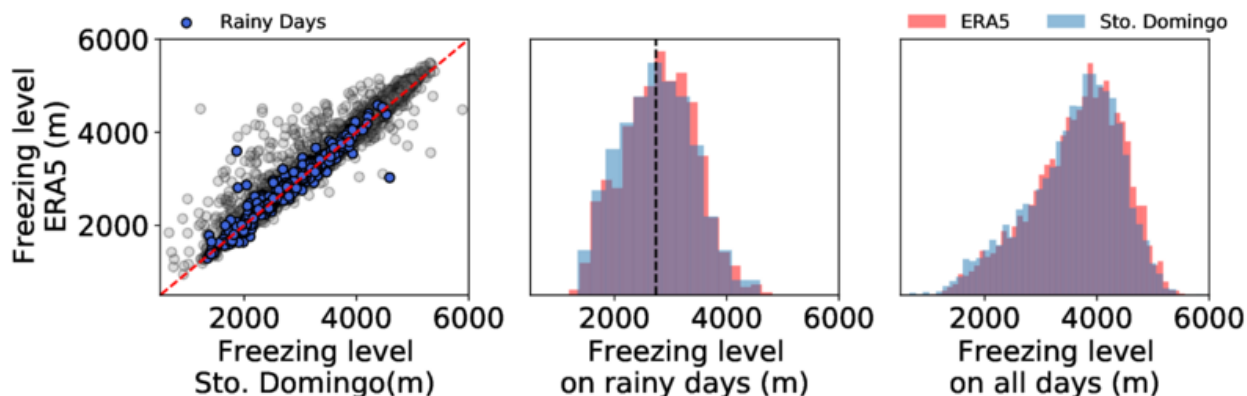 Rainy Days
ERA5 Sto. Domingo
6000
4000
2000
Freezing level
ERA5 (m)
2000 4000 6000
Freezing level
Sto. Domingo(m)
2000 4000 6000
Freezing level
on rainy days (m)
2000 4000 6000
Freezing level
on all days (m)